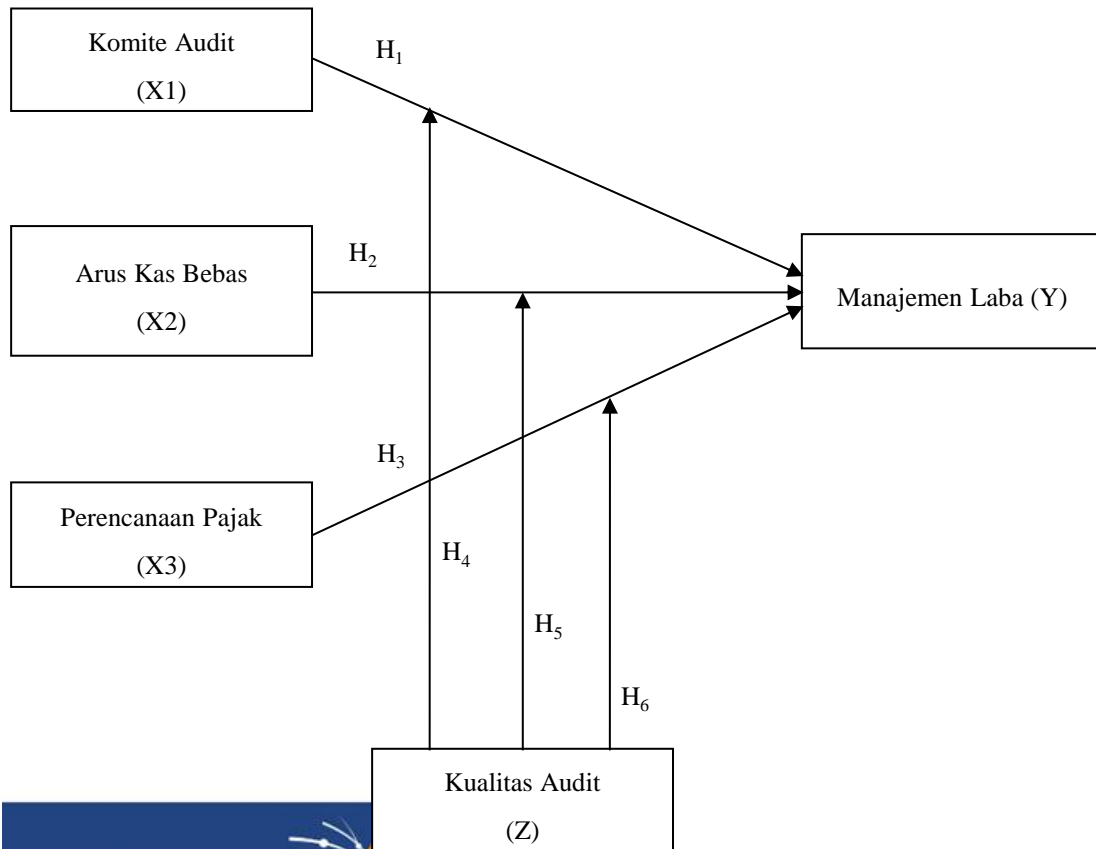 Komite Audit
(X1)
H₁
Arus Kas Bebas
(X2)
H₂
Manajemen Laba (Y)
H₃
Perencanaan Pajak
(X3)
H₄
H₅
H₆
Kualitas Audit
(Z)